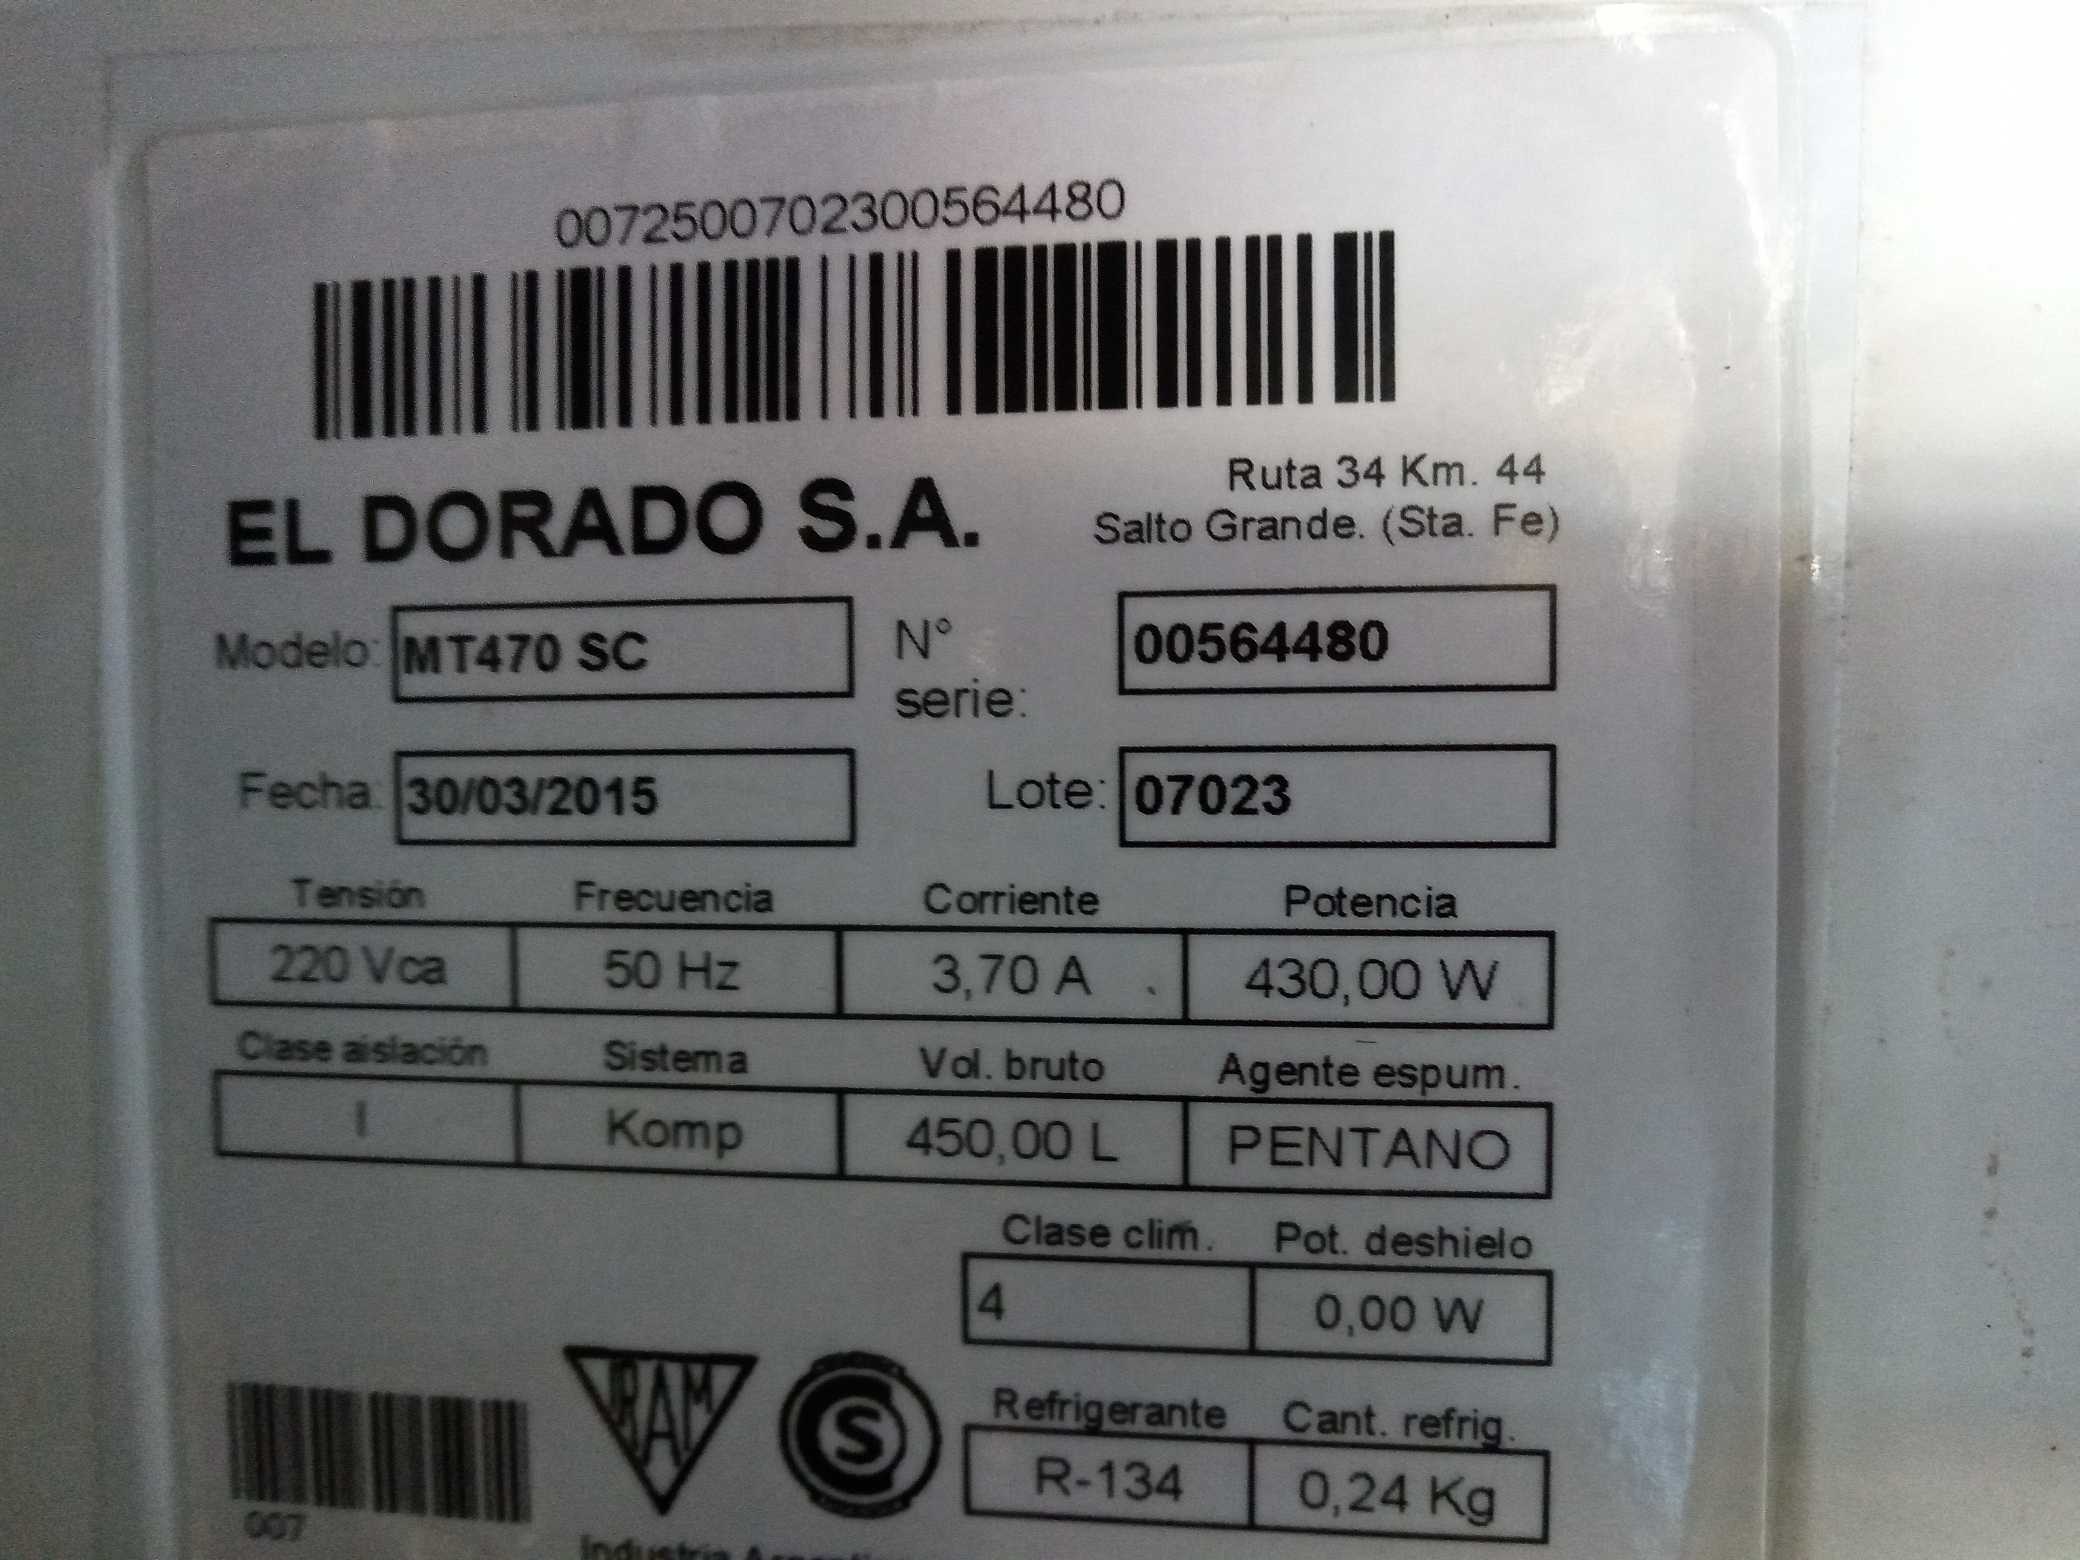 0072500702300564480
EL DORADO S.A.
Ruta 34 Km. 44
Salto Grande. (Sta. Fe)
Modelo: MT470 SC
N° serie: 00564480
Fecha: 30/03/2015
Lote: 07023
Tensión Frecuencia Corriente Potencia
220 Vca 50 Hz 3,70 A 430,00 W
Clase aislación Sistema Vol. bruto Agente espum.
I Komp 450,00 L PENTANO
Clase clim. Pot. deshielo
4 0,00 W
Refrigerante Cant. refrig.
R-134 0,24 Kg
IRAM
S
007
Industria